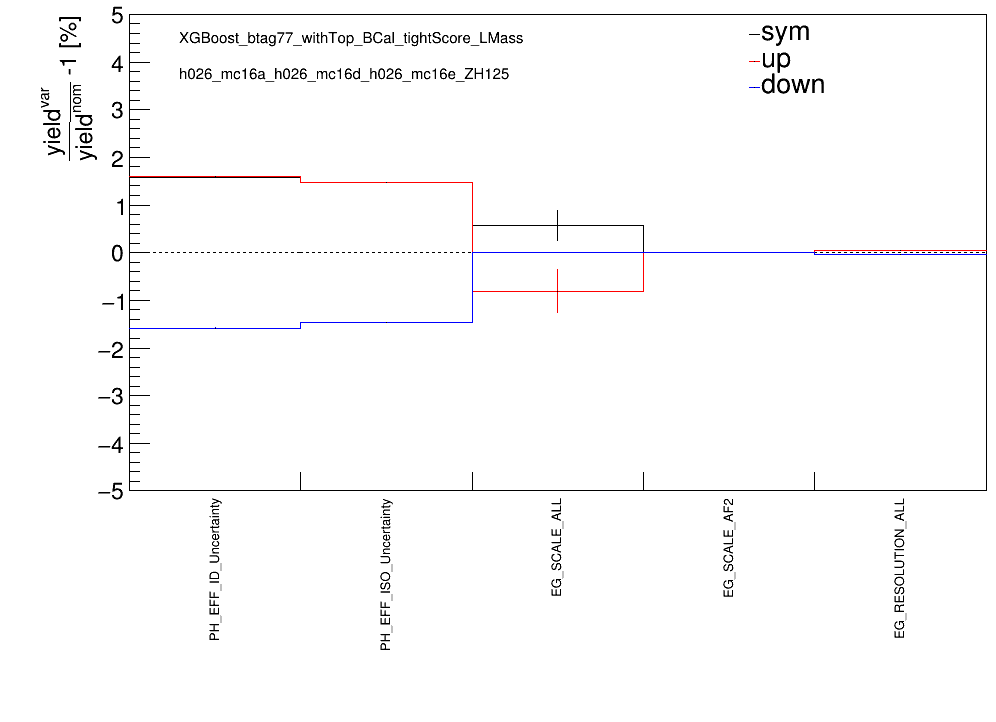 XGBoost_btag77_withTop_BCal_tightScore_LMass
h026_mc16a_h026_mc16d_h026_mc16e_ZH125
sym
up
down
yield^var
yield^nom
-1 [%]
5
4
3
2
1
0
−1
−2
−3
−4
−5
PH_EFF_ID_Uncertainty
PH_EFF_ISO_Uncertainty
EG_SCALE_ALL
EG_SCALE_AF2
EG_RESOLUTION_ALL